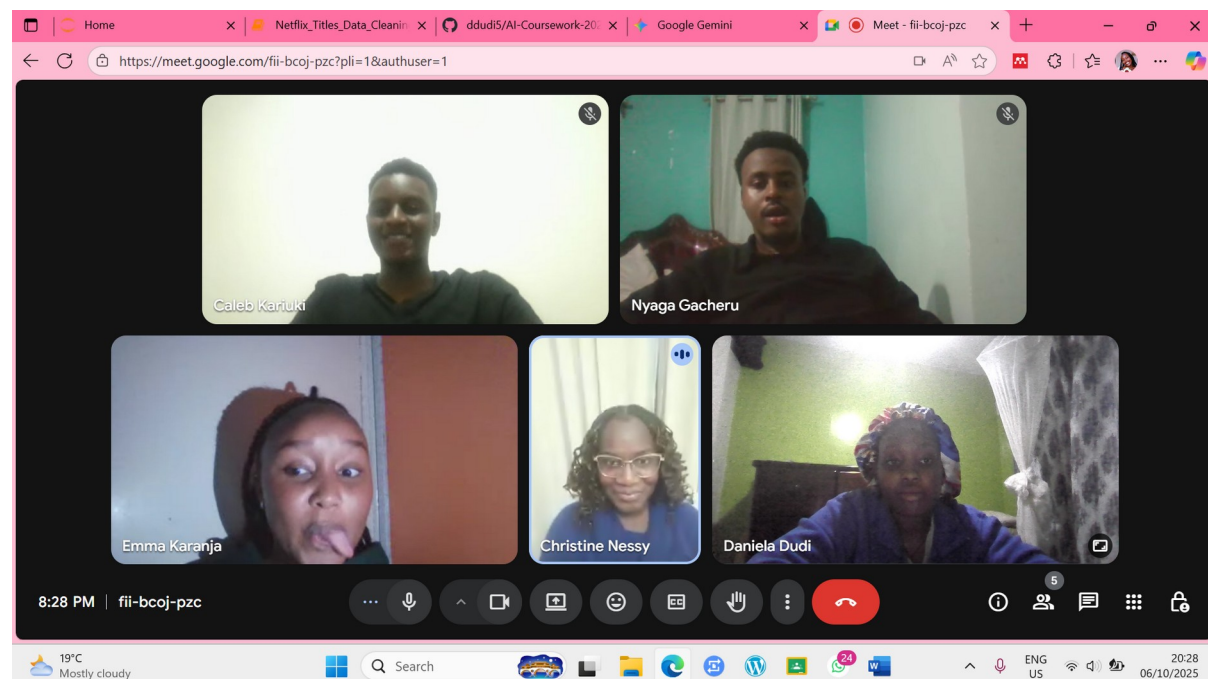 Home
Netflix_Titles_Data_Cleanin
ddudi5/AI-Coursework-202
Google Gemini
Meet - fii-bcoj-pzc
https://meet.google.com/fii-bcoj-pzc?pli=1&authuser=1
Caleb Kariuki
Nyaga Gacheru
Emma Karanja
Christine Nessy
Daniela Dudi
8:28 PM | fii-bcoj-pzc
CC
5
19°C
Mostly cloudy
Search
24
W
ENG
US
20:28
06/10/2025